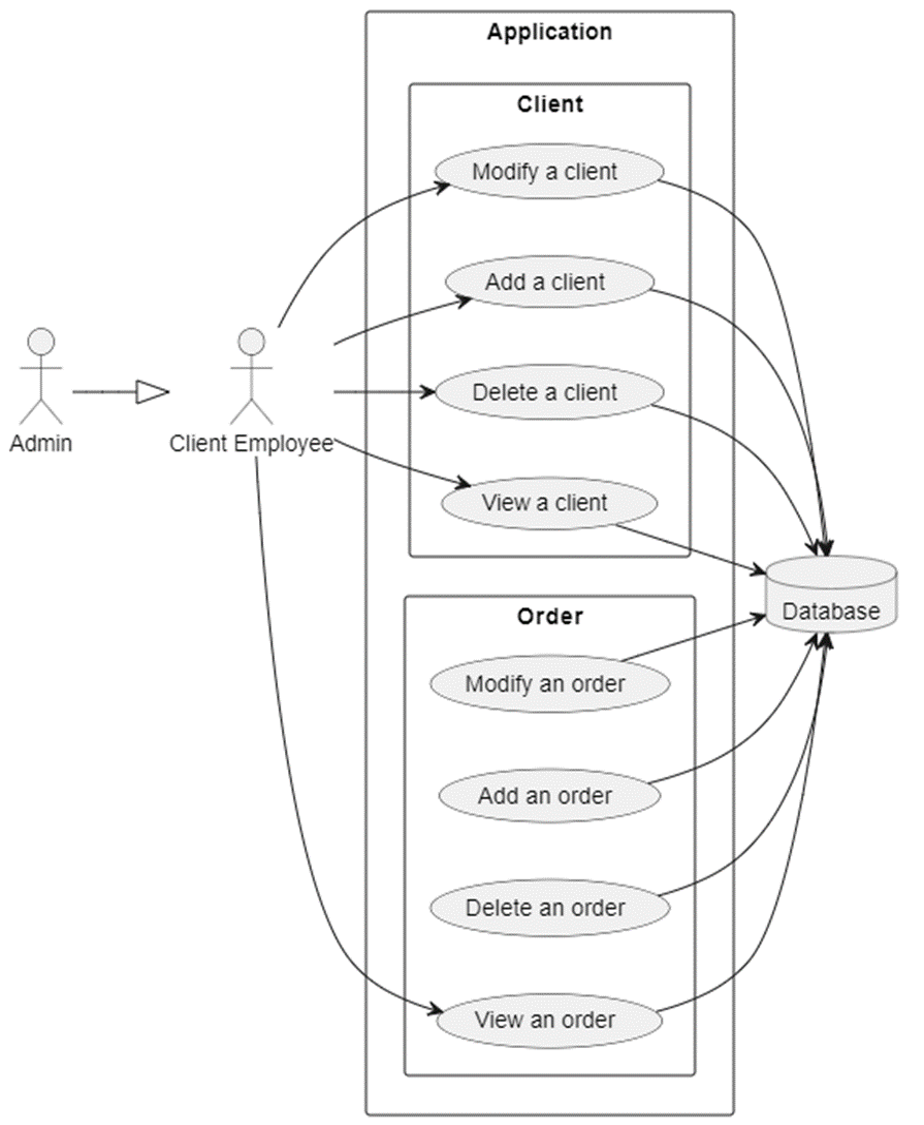 Application
Client
Modify a client
Add a client
Delete a client
Admin
Client Employee
View a client
Database
Order
Modify an order
Add an order
Delete an order
View an order